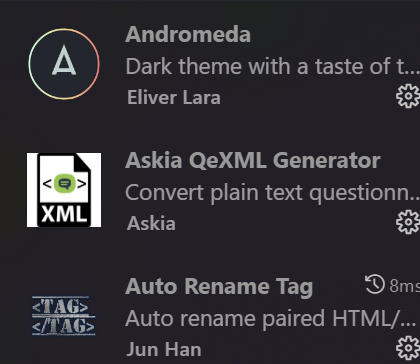 Andromeda
Dark theme with a taste of t...
Eliver Lara
Askia QeXML Generator
Convert plain text questionn...
Askia
XML
Auto Rename Tag 8ms
Auto rename paired HTML/...
Jun Han
<TAG>
</TAG>